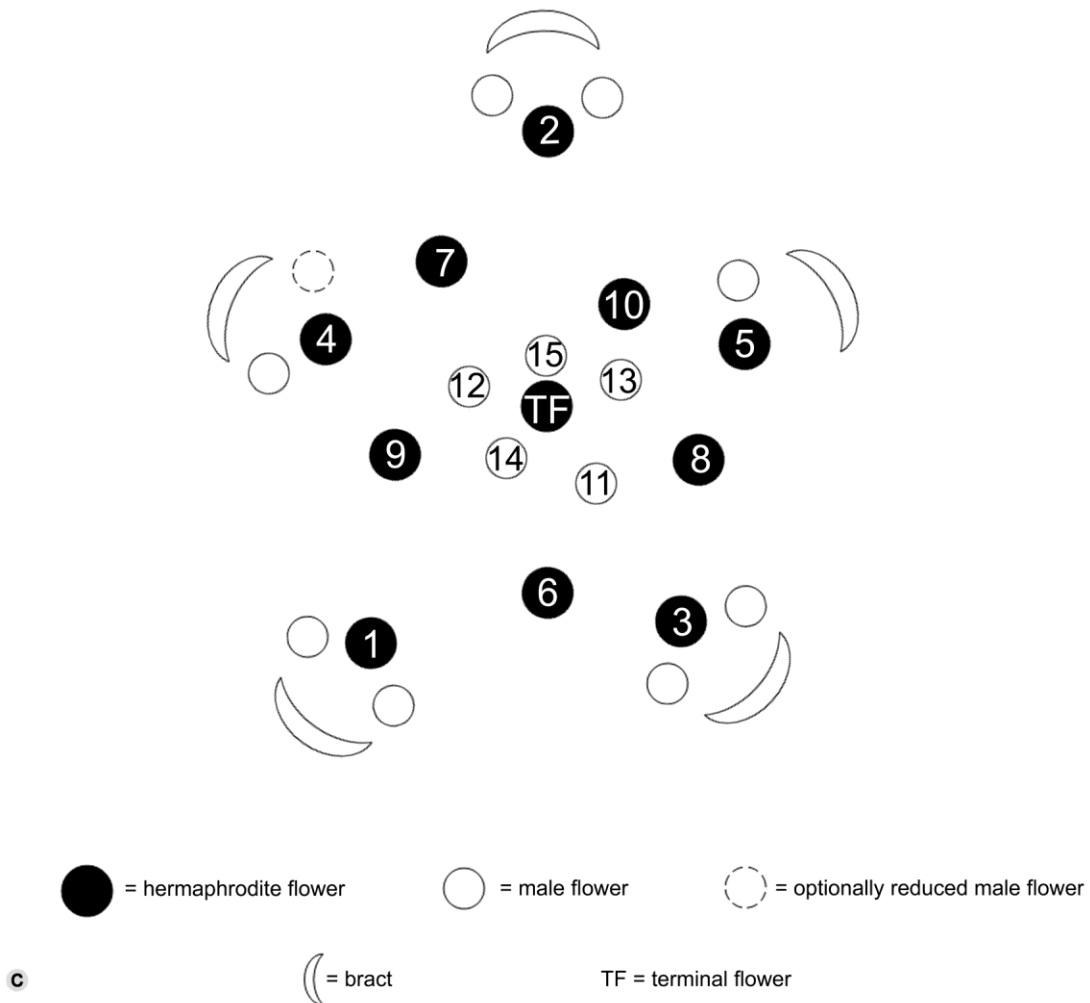 2
7
10
4
5
15
12
13
TF
9
8
14
11
6
3
1
= hermaphrodite flower
= male flower
= optionally reduced male flower
c
= bract
TF = terminal flower